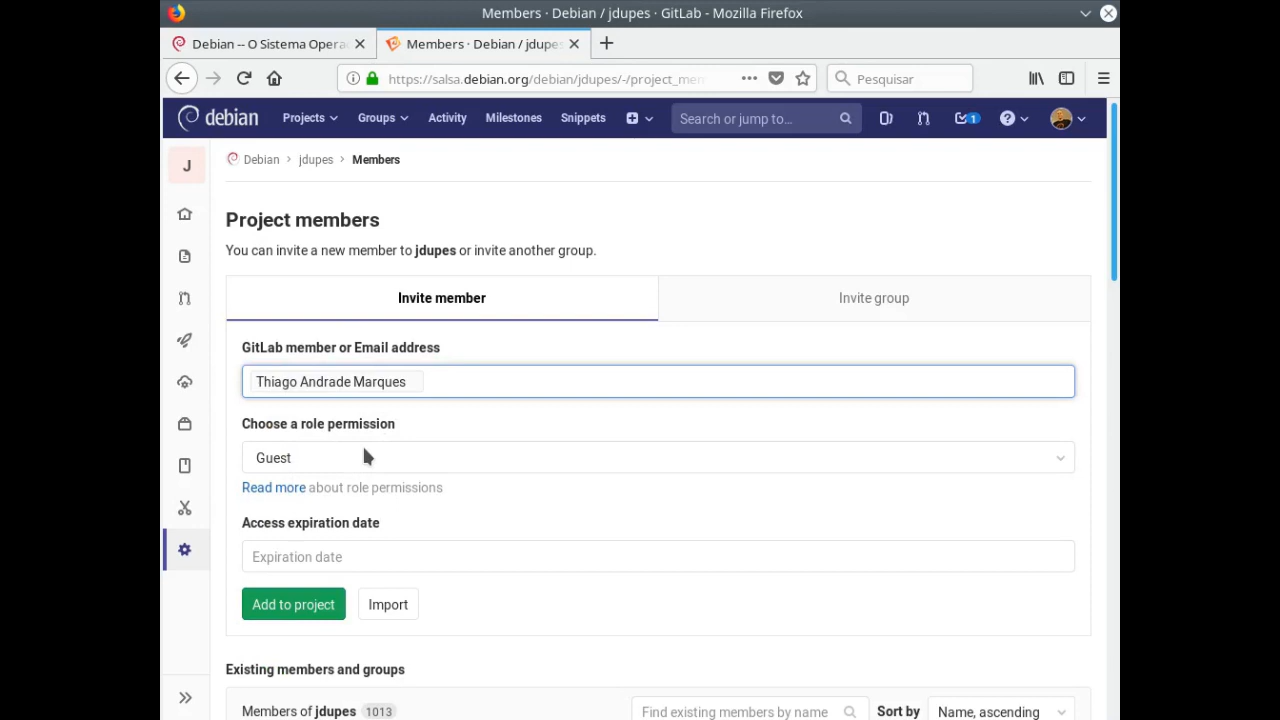 Members · Debian / jdupes · GitLab - Mozilla Firefox
Debian -- O Sistema Opera
Members · Debian / jdupes
https://salsa.debian.org/debian/jdupes/-/project_mem
Pesquisar
debian
Projects
Groups
Activity
Milestones
Snippets
Search or jump to…
1
J
Debian > jdupes > Members
Project members
You can invite a new member to jdupes or invite another group.
Invite member
Invite group
GitLab member or Email address
Thiago Andrade Marques
Choose a role permission
Guest
Read more about role permissions
Access expiration date
Expiration date
Add to project
Import
Existing members and groups
Members of jdupes 1013
Find existing members by name
Sort by
Name, ascending